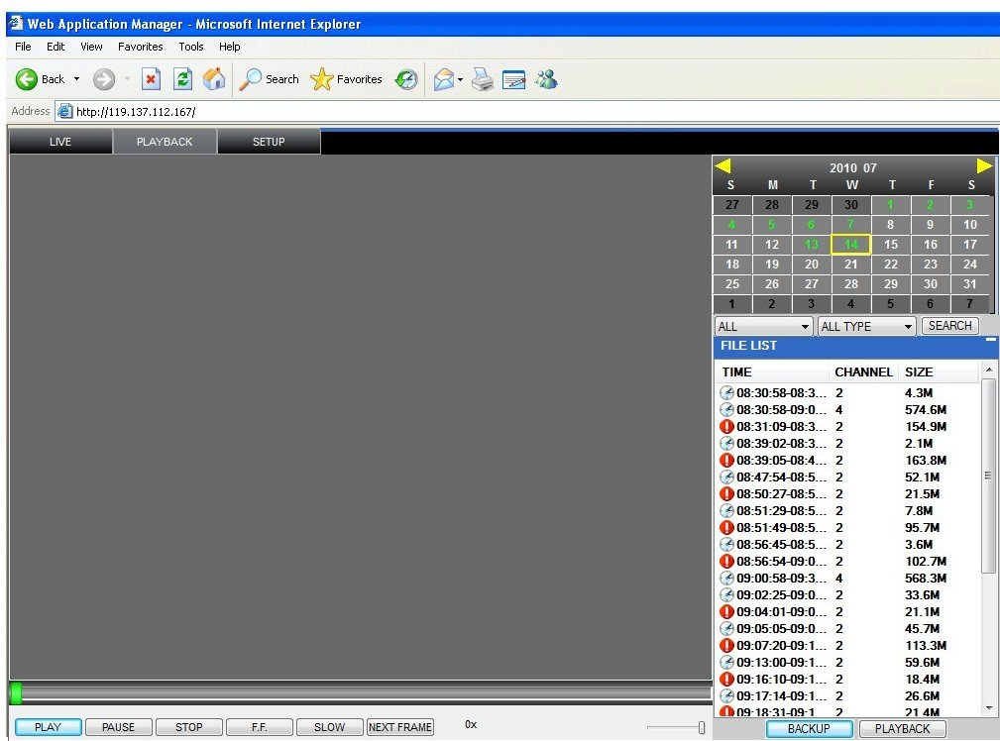 Web Application Manager - Microsoft Internet Explorer
File Edit View Favorites Tools Help
Back Search Favorites
Address http://119.137.112.167/
LIVE PLAYBACK SETUP
2010 07
S M T W T F S
27 28 29 30 1 2 3
4 5 6 7 8 9 10
11 12 13 14 15 16 17
18 19 20 21 22 23 24
25 26 27 28 29 30 31
1 2 3 4 5 6 7
ALL ALL TYPE SEARCH
FILE LIST
TIME CHANNEL SIZE
08:30:58-08:3... 2 4.3M
08:30:58-09:0... 4 574.6M
08:31:09-08:3... 2 154.9M
08:39:02-08:3... 2 2.1M
08:39:05-08:4... 2 163.8M
08:47:54-08:5... 2 52.1M
08:50:27-08:5... 2 21.5M
08:51:29-08:5... 2 7.8M
08:51:49-08:5... 2 95.7M
08:56:45-08:5... 2 3.6M
08:56:54-09:0... 2 102.7M
09:00:58-09:3... 4 568.3M
09:02:25-09:0... 2 33.6M
09:04:01-09:0... 2 21.1M
09:05:05-09:0... 2 45.7M
09:07:20-09:1... 2 113.3M
09:13:00-09:1... 2 59.6M
09:16:10-09:1... 2 18.4M
09:17:14-09:1... 2 26.6M
09:18:31-09:1 2 21.4M
PLAY PAUSE STOP F.F. SLOW NEXT FRAME 0x
BACKUP PLAYBACK